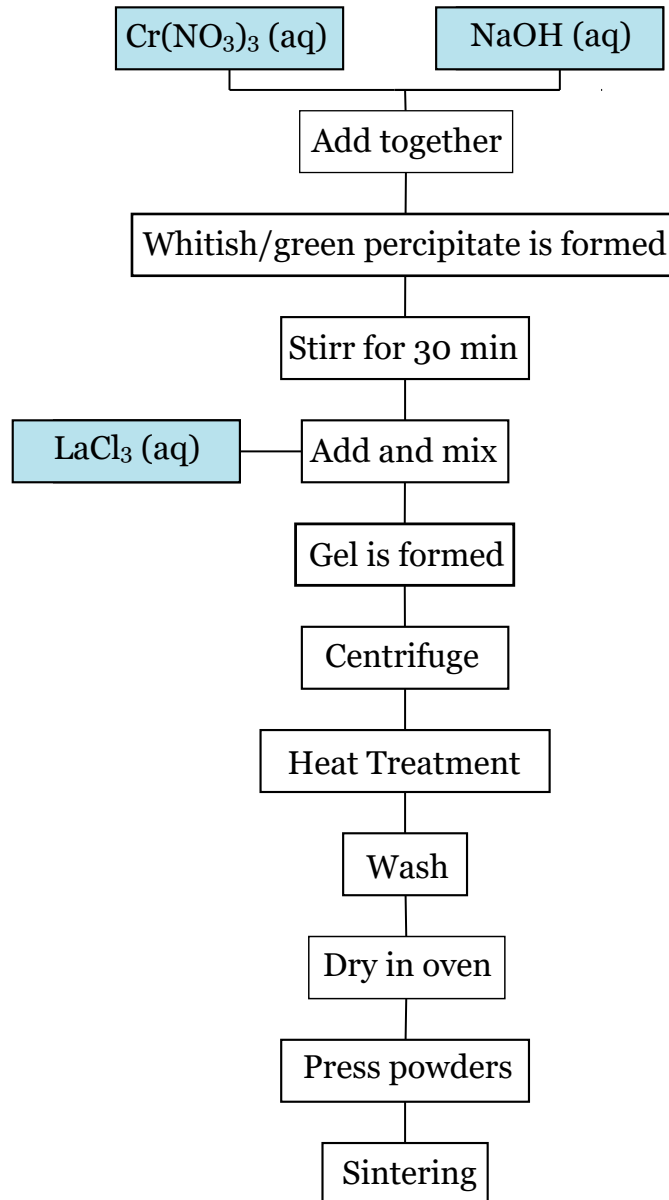 Cr(NO₃)₃ (aq)
NaOH (aq)
Add together
Whitish/green percipitate is formed
Stirr for 30 min
LaCl₃ (aq)
Add and mix
Gel is formed
Centrifuge
Heat Treatment
Wash
Dry in oven
Press powders
Sintering